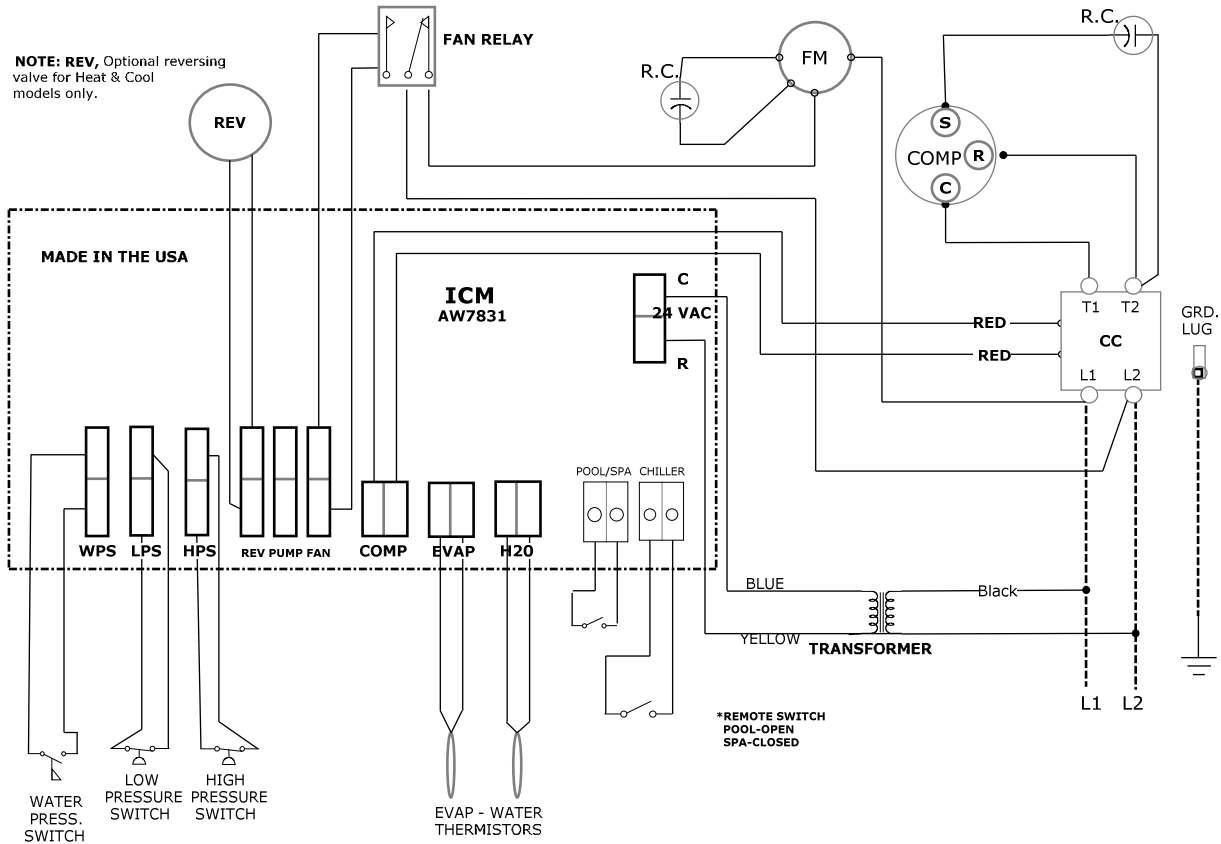 R.C.
FAN RELAY
NOTE: REV, Optional reversing
valve for Heat & Cool
models only.
FM
R.C.
REV
S
COMP
R
C
MADE IN THE USA
C
ICM
AW7831
24 VAC
R
T1
T2
GRD.
LUG
RED
CC
RED
L1
L2
POOL/SPA
CHILLER
WPS
LPS
HPS
REV PUMP FAN
COMP
EVAP
H20
BLUE
Black
YELLOW
TRANSFORMER
L1
L2
*REMOTE SWITCH
POOL-OPEN
SPA-CLOSED
WATER
PRESS.
SWITCH
LOW
PRESSURE
SWITCH
HIGH
PRESSURE
SWITCH
EVAP - WATER
THERMISTORS